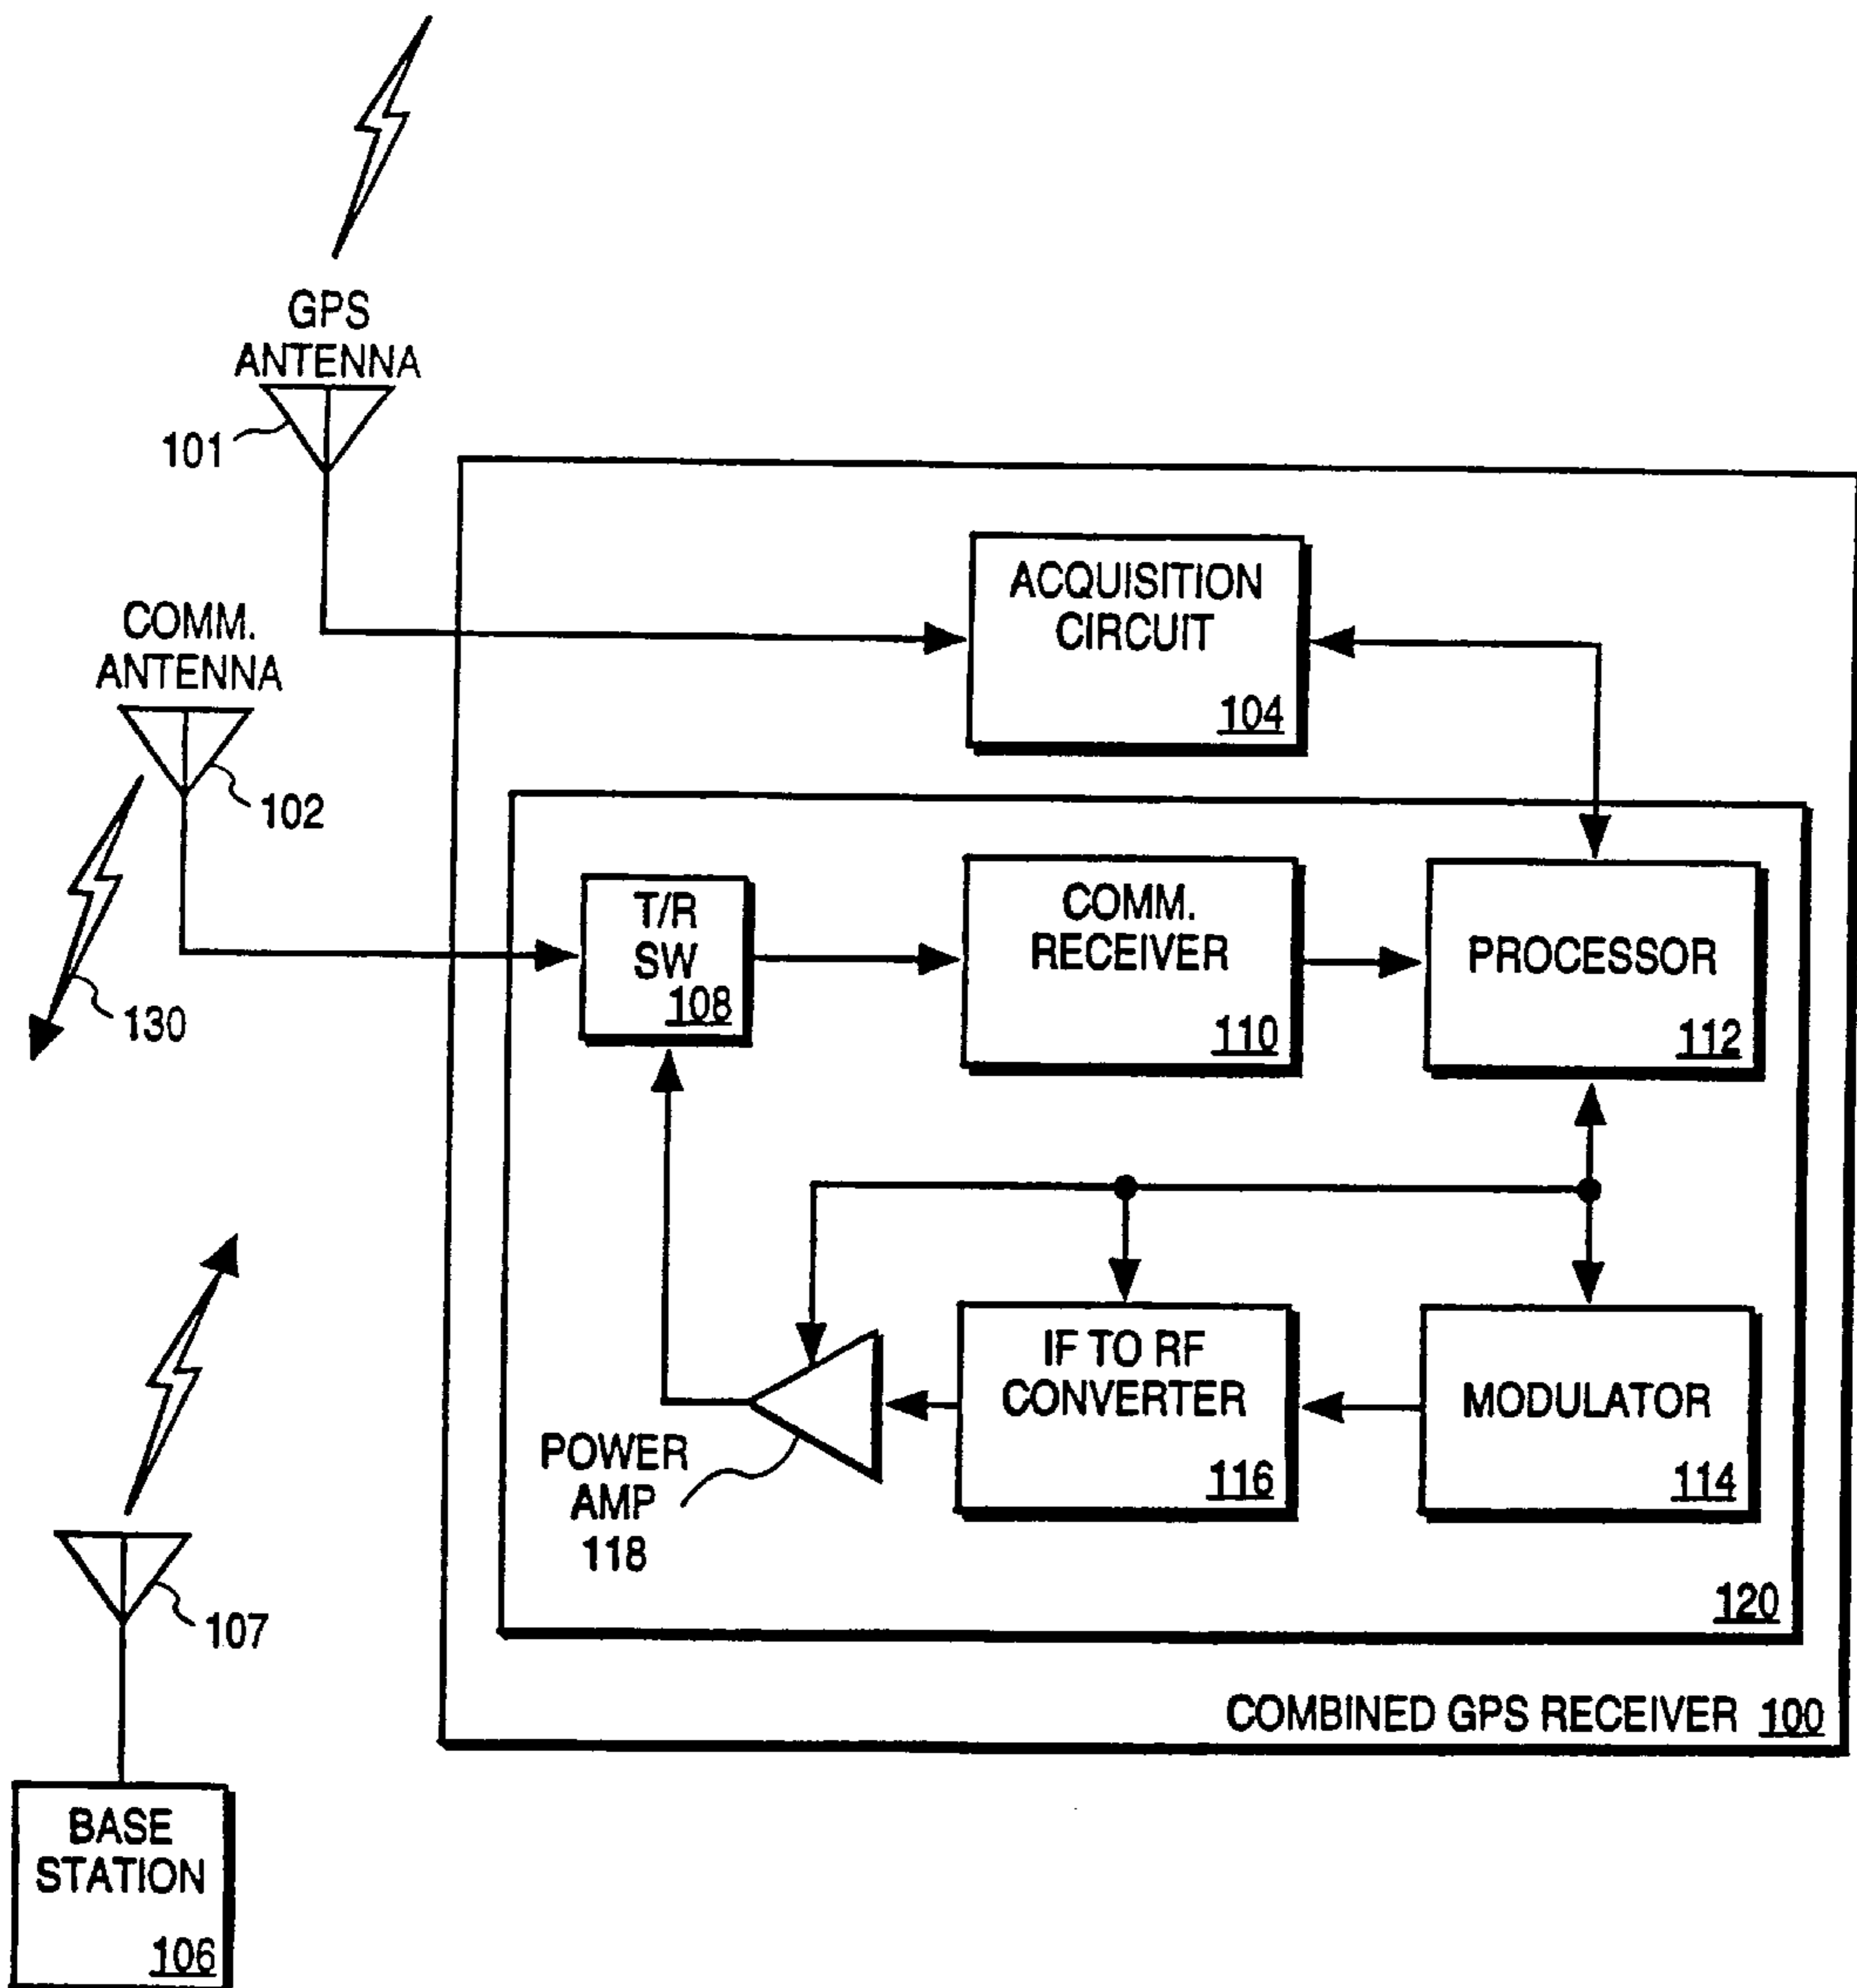 GPS
ANTENNA
101
COMM.
ANTENNA
102
130
ACQUISITION
CIRCUIT
104
T/R
SW
108
COMM.
RECEIVER
110
PROCESSOR
112
POWER
AMP
118
IF TO RF
CONVERTER
116
MODULATOR
114
120
COMBINED GPS RECEIVER 100
107
BASE
STATION
106